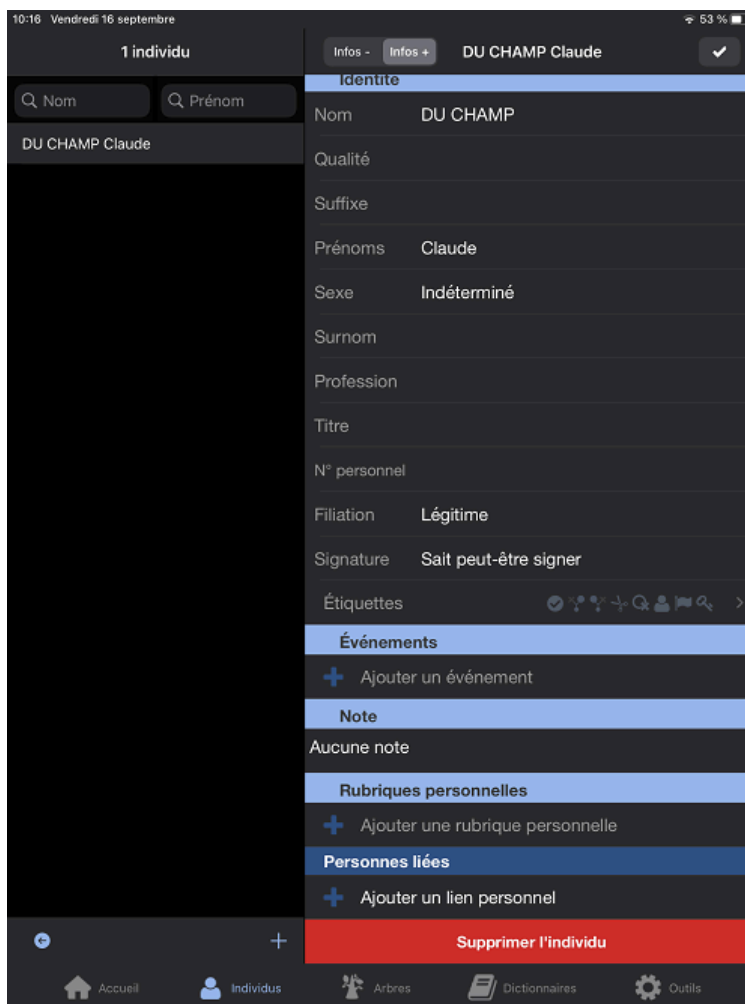 10:16 Vendredi 16 septembre
53 %
1 individu
Infos -
Infos +
DU CHAMP Claude
Nom
Prénom
DU CHAMP Claude
Identité
Nom DU CHAMP
Qualité
Suffixe
Prénoms Claude
Sexe Indéterminé
Surnom
Profession
Titre
N° personnel
Filiation Légitime
Signature Sait peut-être signer
Étiquettes
Événements
Ajouter un événement
Note
Aucune note
Rubriques personnelles
Ajouter une rubrique personnelle
Personnes liées
Ajouter un lien personnel
Supprimer l'individu
Accueil
Individus
Arbres
Dictionnaires
Outils